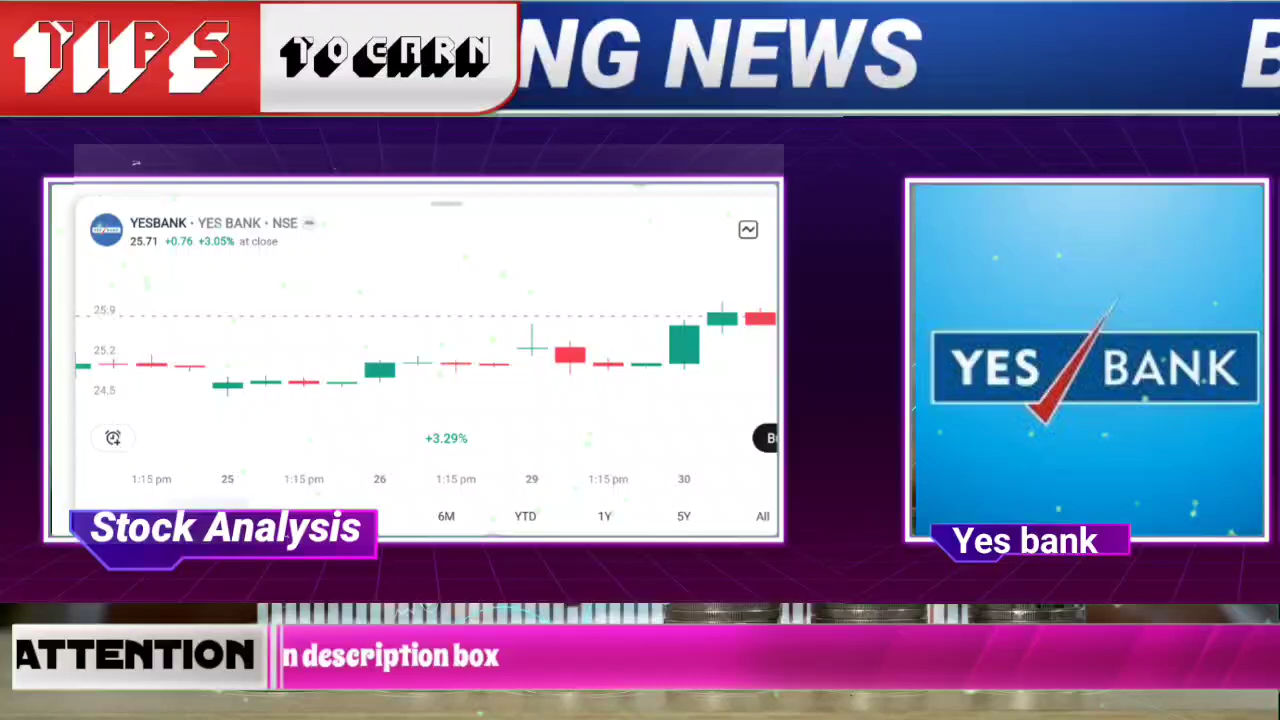 TIPS
TO EARN
NG NEWS
B
YESBANK · YES BANK · NSE
25.71 +0.76 +3.05% at close
25.9
25.2
24.5
+3.29%
B
1:15 pm 25 1:15 pm 26 1:15 pm 29 1:15 pm 30
6M YTD 1Y 5Y All
Stock Analysis
YES BANK
Yes bank
ATTENTION
n description box